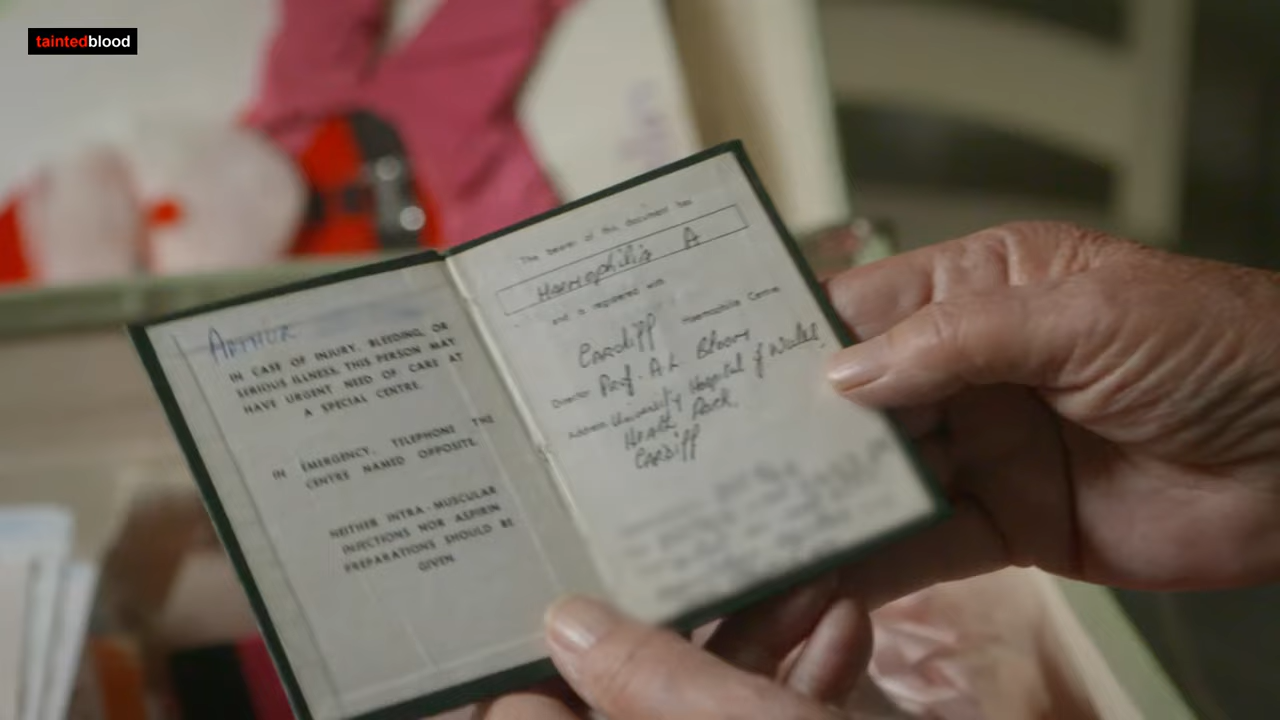 taintedblood
ARTHUR
IN CASE OF INJURY, BLEEDING, OR
SERIOUS ILLNESS, THIS PERSON MAY
HAVE URGENT NEED OF CARE AT
A SPECIAL CENTRE.
IN EMERGENCY, TELEPHONE THE
CENTRE NAMED OPPOSITE.
NEITHER INTRA-MUSCULAR
INJECTIONS NOR ASPIRIN
PREPARATIONS SHOULD BE
GIVEN
The bearer of this document has
Haemophilia A
and is registered with
Cardiff Haemophilia Centre
Director Prof. A L Bloom
Address University Hospital of Wales,
Heath Park,
Cardiff